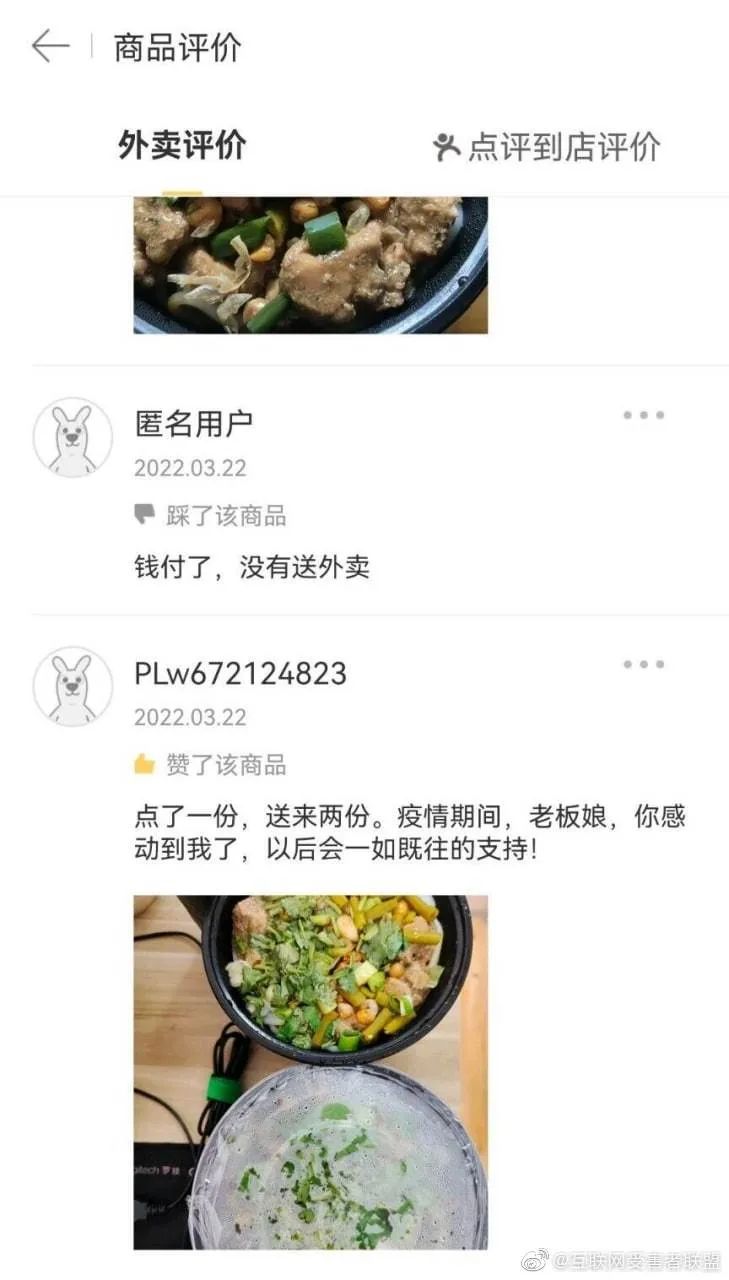 商品评价
外卖评价
点评到店评价
匿名用户
2022.03.22
踩了该商品
钱付了，没有送外卖
PLw672124823
2022.03.22
赞了该商品
点了一份，送来两份。疫情期间，老板娘，你感
动到我了，以后会一如既往的支持！
@互联网受害者联盟